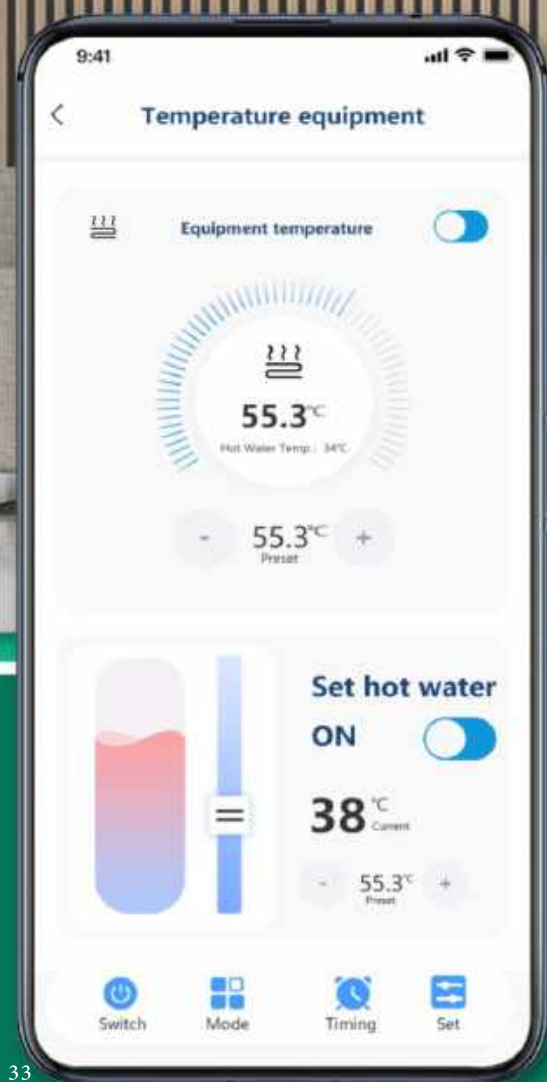 9:41
Temperature equipment
Equipment temperature
55.3℃
Hot Water Temp.: 34℃
- 55.3℃ +
Preset
Set hot water
ON
38 ℃
Current
- 55.3℃ +
Preset
Switch Mode Timing Set
33